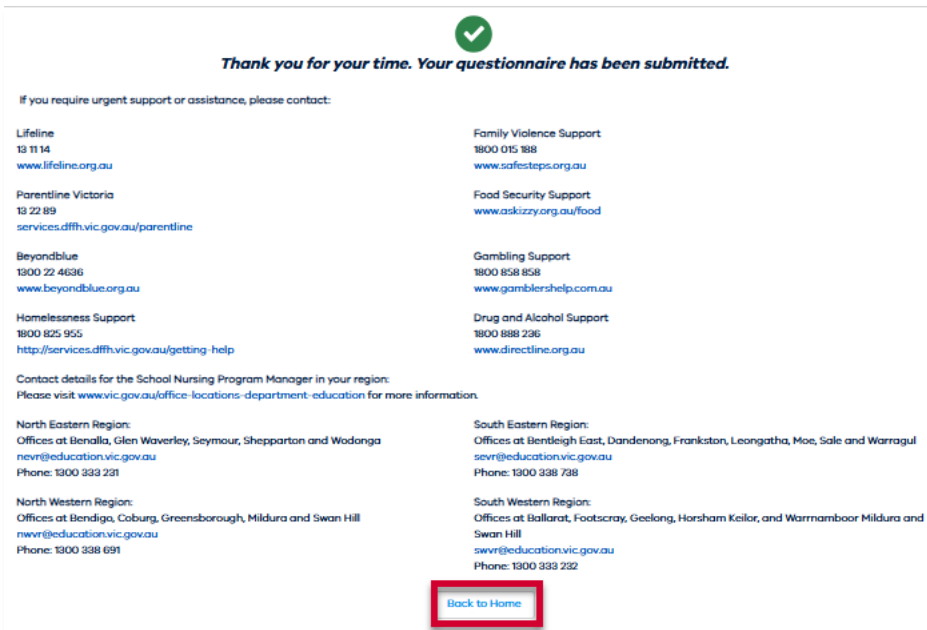 Thank you for your time. Your questionnaire has been submitted.
If you require urgent support or assistance, please contact:
Lifeline
13 11 14
www.lifeline.org.au
Family Violence Support
1800 015 188
www.safesteps.org.au
Parentline Victoria
13 22 89
services.dffh.vic.gov.au/parentline
Food Security Support
www.askizzy.org.au/food
Beyondblue
1300 22 4636
www.beyondblue.org.au
Gambling Support
1800 858 858
www.gamblershelp.com.au
Homelessness Support
1800 825 955
http://services.dffh.vic.gov.au/getting-help
Drug and Alcohol Support
1800 888 236
www.directline.org.au
Contact details for the School Nursing Program Manager in your region:
Please visit www.vic.gov.au/office-locations-department-education for more information.
North Eastern Region:
Offices at Benalla, Glen Waverley, Seymour, Shepparton and Wodonga
nevr@education.vic.gov.au
Phone: 1300 333 231
South Eastern Region:
Offices at Bentleigh East, Dandenong, Frankston, Leongatha, Moe, Sale and Warragul
sevr@education.vic.gov.au
Phone: 1300 338 738
North Western Region:
Offices at Bendigo, Coburg, Greensborough, Mildura and Swan Hill
nwvr@education.vic.gov.au
Phone: 1300 338 691
South Western Region:
Offices at Ballarat, Footscray, Geelong, Horsham Keilor, and Warrnamboor Mildura and
Swan Hill
swvr@education.vic.gov.au
Phone: 1300 333 232
Back to Home